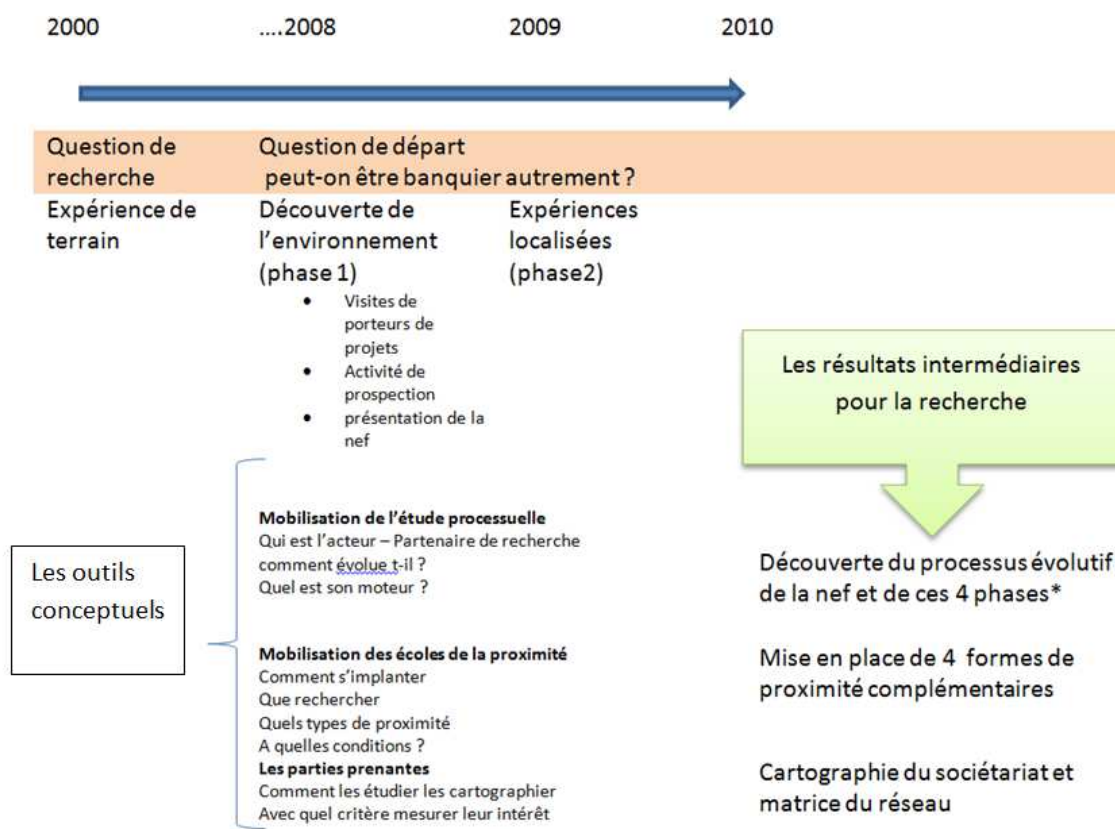 2000 ….2008 2009 2010
Question de recherche
Question de départ
peut-on être banquier autrement ?
Expérience de
terrain
Découverte de
l'environnement
(phase 1)
Expériences
localisées
(phase2)
• Visites de
porteurs de
projets
• Activité de
prospection
• présentation de la
nef
Les résultats intermédiaires
pour la recherche
Les outils
conceptuels
Mobilisation de l'étude processuelle
Qui est l'acteur – Partenaire de recherche
comment évolue t-il ?
Quel est son moteur ?
Mobilisation des écoles de la proximité
Comment s'implanter
Que rechercher
Quels types de proximité
A quelles conditions ?
Les parties prenantes
Comment les étudier les cartographier
Avec quel critère mesurer leur intérêt
Découverte du processus évolutif
de la nef et de ces 4 phases*
Mise en place de 4 formes de
proximité complémentaires
Cartographie du sociétariat et
matrice du réseau